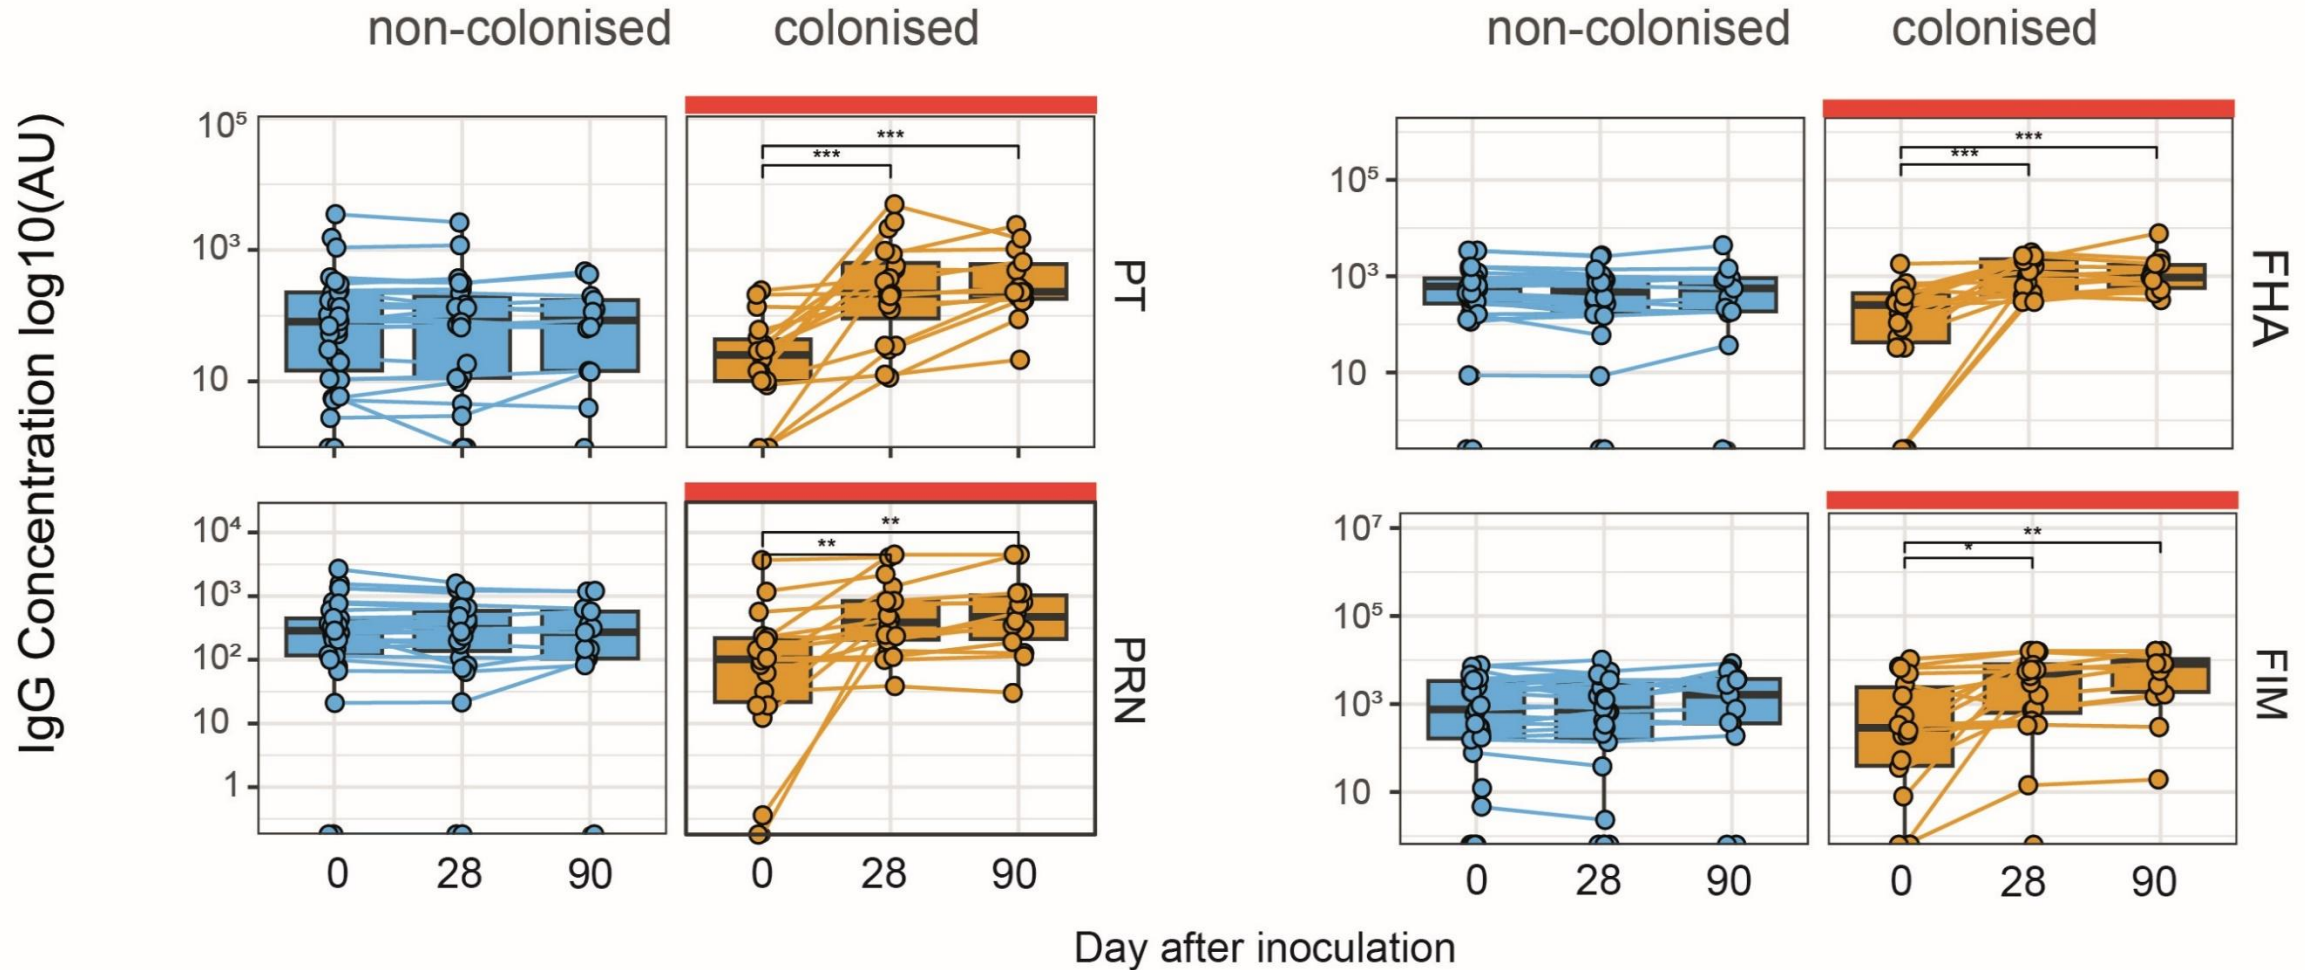 non-colonised colonised non-colonised colonised
IgG Concentration log10(AU)
10⁵
10³
10
***
***
PT
10⁵
10³
10
***
***
FHA
10⁴
10³
10²
10
1
**
**
PRN
10⁷
10⁵
10³
10
**
*
FIM
0 28 90 0 28 90 0 28 90 0 28 90
Day after inoculation